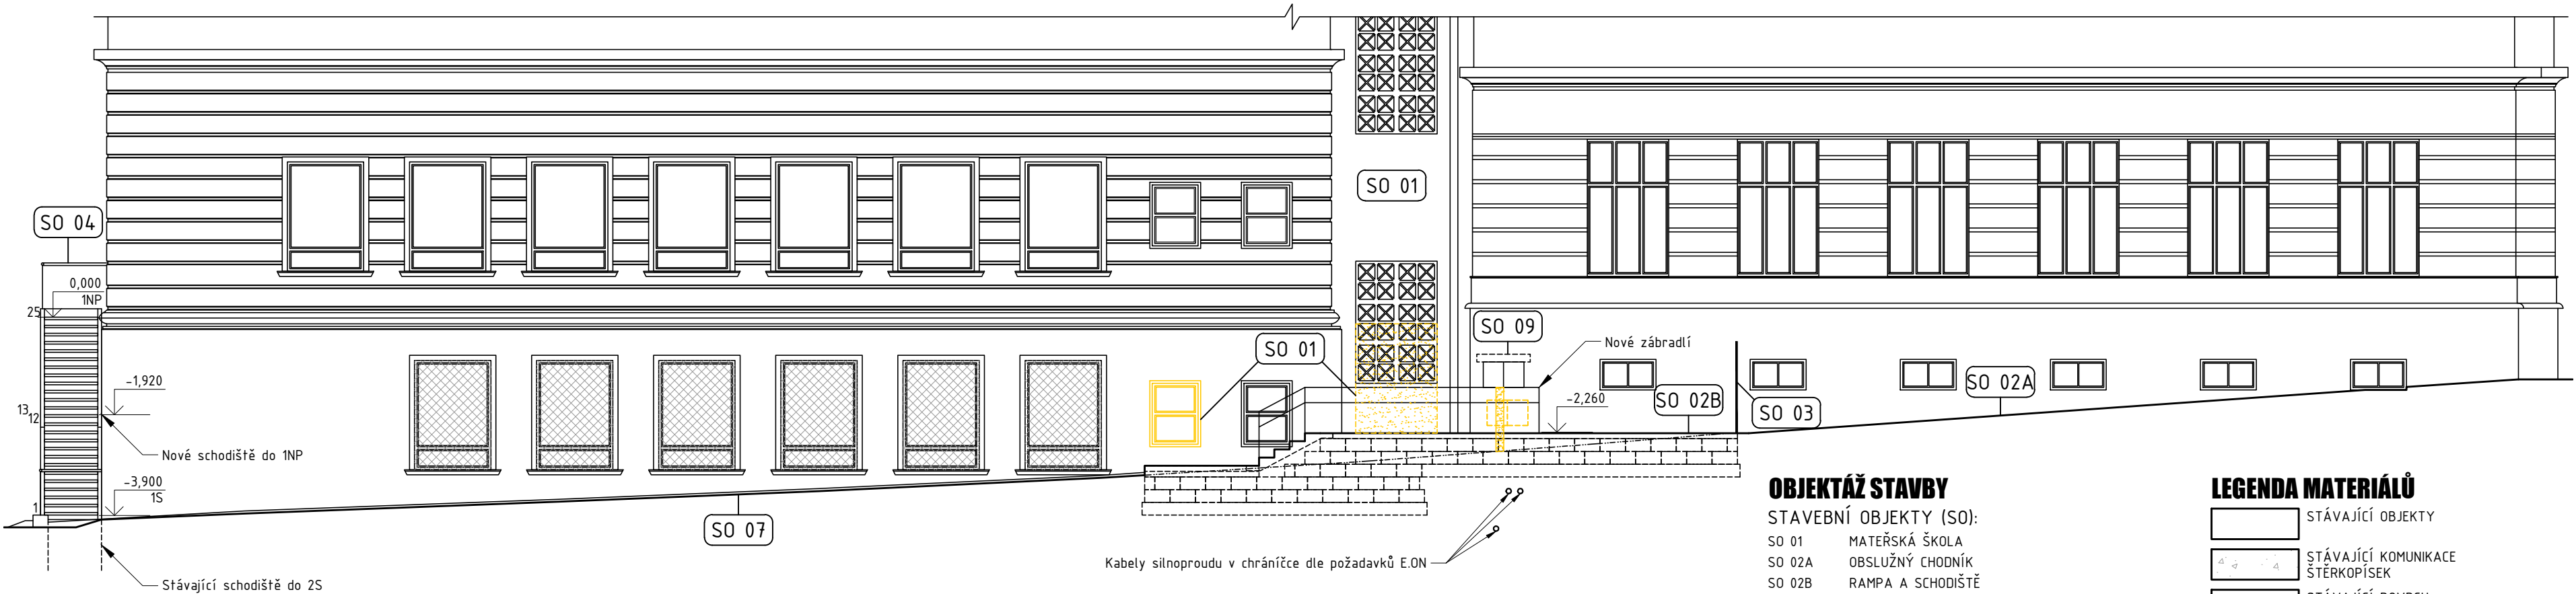 SO 01
SO 04
0,000
1NP
25
SO 09
SO 01
Nové zábradlí
-1,920
SO 02A
-2,260
SO 02B
13
12
SO 03
Nové schodiště do 1NP
-3,900
1S
1
SO 07
Kabely silnoproudu v chráničce dle požadavků E.ON
Stávající schodiště do 2S
OBJEKTÁŽ STAVBY
STAVEBNÍ OBJEKTY (SO):
SO 01 MATEŘSKÁ ŠKOLA
SO 02A OBSLUŽNÝ CHODNÍK
SO 02B RAMPA A SCHODIŠTĚ
LEGENDA MATERIÁLŮ
STÁVAJÍCÍ OBJEKTY
STÁVAJÍCÍ KOMUNIKACE
ŠTĚRKOPÍSEK